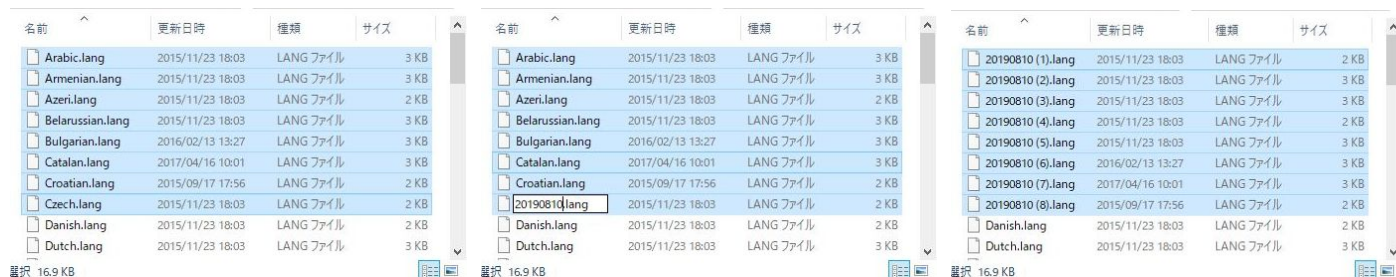 名前 更新日時 種類 サイズ
Arabic.lang 2015/11/23 18:03 LANG ファイル 3 KB
Armenian.lang 2015/11/23 18:03 LANG ファイル 3 KB
Azeri.lang 2015/11/23 18:03 LANG ファイル 2 KB
Belarussian.lang 2015/11/23 18:03 LANG ファイル 3 KB
Bulgarian.lang 2016/02/13 13:27 LANG ファイル 3 KB
Catalan.lang 2017/04/16 10:01 LANG ファイル 3 KB
Croatian.lang 2015/09/17 17:56 LANG ファイル 2 KB
Czech.lang 2015/11/23 18:03 LANG ファイル 2 KB
Danish.lang 2015/11/23 18:03 LANG ファイル 2 KB
Dutch.lang 2015/11/23 18:03 LANG ファイル 3 KB
選択 16.9 KB
名前 更新日時 種類 サイズ
Arabic.lang 2015/11/23 18:03 LANG ファイル 3 KB
Armenian.lang 2015/11/23 18:03 LANG ファイル 3 KB
Azeri.lang 2015/11/23 18:03 LANG ファイル 2 KB
Belarussian.lang 2015/11/23 18:03 LANG ファイル 3 KB
Bulgarian.lang 2016/02/13 13:27 LANG ファイル 3 KB
Catalan.lang 2017/04/16 10:01 LANG ファイル 3 KB
Croatian.lang 2015/09/17 17:56 LANG ファイル 2 KB
20190810.lang 2015/11/23 18:03 LANG ファイル 2 KB
Danish.lang 2015/11/23 18:03 LANG ファイル 2 KB
Dutch.lang 2015/11/23 18:03 LANG ファイル 3 KB
選択 16.9 KB
名前 更新日時 種類 サイズ
20190810 (1).lang 2015/11/23 18:03 LANG ファイル 2 KB
20190810 (2).lang 2015/11/23 18:03 LANG ファイル 3 KB
20190810 (3).lang 2015/11/23 18:03 LANG ファイル 3 KB
20190810 (4).lang 2015/11/23 18:03 LANG ファイル 2 KB
20190810 (5).lang 2015/11/23 18:03 LANG ファイル 3 KB
20190810 (6).lang 2016/02/13 13:27 LANG ファイル 3 KB
20190810 (7).lang 2017/04/16 10:01 LANG ファイル 3 KB
20190810 (8).lang 2015/09/17 17:56 LANG ファイル 2 KB
Danish.lang 2015/11/23 18:03 LANG ファイル 2 KB
Dutch.lang 2015/11/23 18:03 LANG ファイル 3 KB
選択 16.9 KB